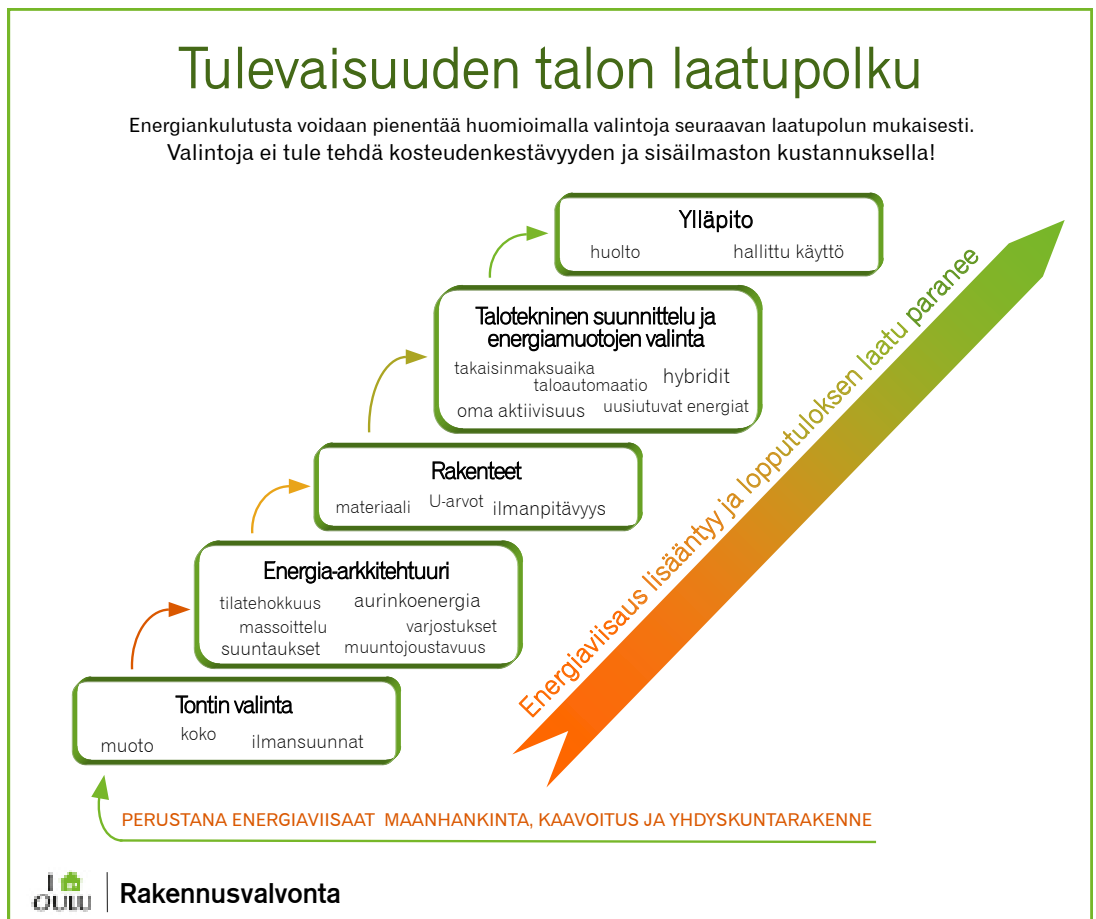 Tulevaisuuden talon laatupolku
Energiankulutusta voidaan pienentää huomioimalla valintoja seuraavan laatupolun mukaisesti.
Valintoja ei tule tehdä kosteudenkestävyyden ja sisäilmaston kustannuksella!
Ylläpito
huolto hallittu käyttö
Talotekninen suunnittelu ja
energiamuotojen valinta
takaisinmaksuaika hybridit
taloautomaatio
oma aktiivisuus uusiutuvat energiat
Rakenteet
materiaali U-arvot ilmanpitävyys
Energia-arkkitehtuuri
tilatehokkuus aurinkoenergia
massoittelu varjostukset
suuntaukset muuntojoustavuus
Tontin valinta
muoto koko ilmansuunnat
Energiaviisaus lisääntyy ja lopputuloksen laatu paranee
PERUSTANA ENERGIAVIISAAT MAANHANKINTA, KAAVOITUS JA YHDYSKUNTARAKENNE
I
OULU
Rakennusvalvonta